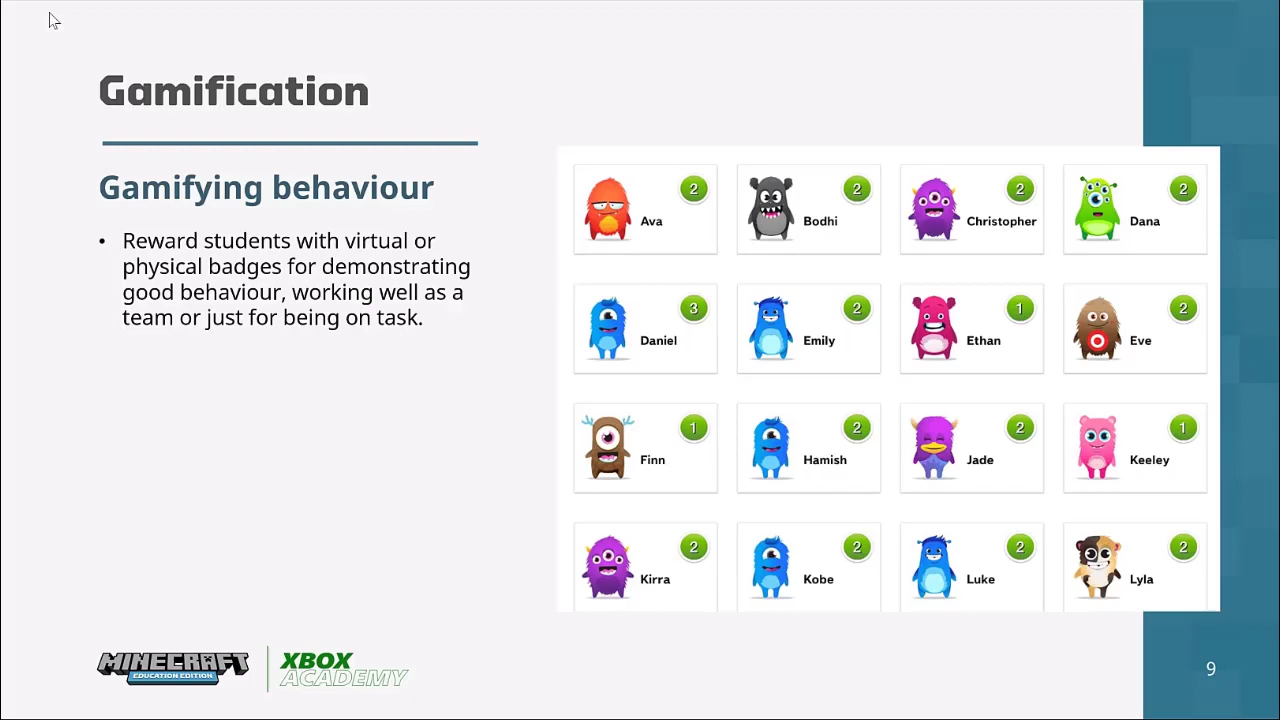 Gamification
Gamifying behaviour
• Reward students with virtual or
physical badges for demonstrating
good behaviour, working well as a
team or just for being on task.
2 2 2 2
Ava Bodhi Christopher Dana
3 2 1 2
Daniel Emily Ethan Eve
1 2 2 1
Finn Hamish Jade Keeley
2 2 2 2
Kirra Kobe Luke Lyla
MINECRAFT
EDUCATION EDITION
XBOX
ACADEMY
9